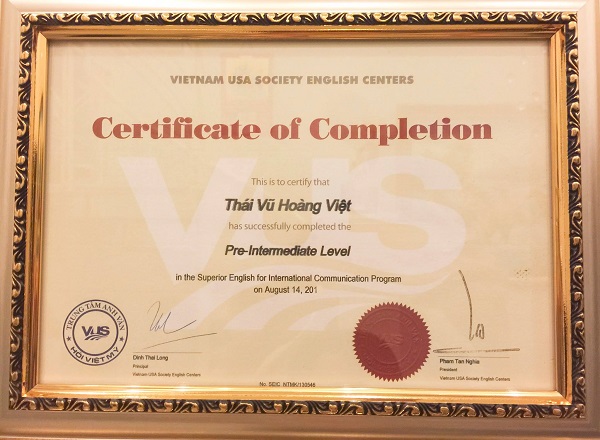 VIETNAM USA SOCIETY ENGLISH CENTERS
Certificate of Completion
This is to certify that
Thái Vũ Hoàng Việt
has successfully completed the
Pre-Intermediate Level
in the Superior English for International Communication Program
on August 14, 201
VUS
TRUNG TÂM ANH VĂN
VUS
HỘI VIỆT MỸ
Dinh Thai Long
Principal
Vietnam USA Society English Centers
Pham Tan Nghia
President
Vietnam USA Society English Centers